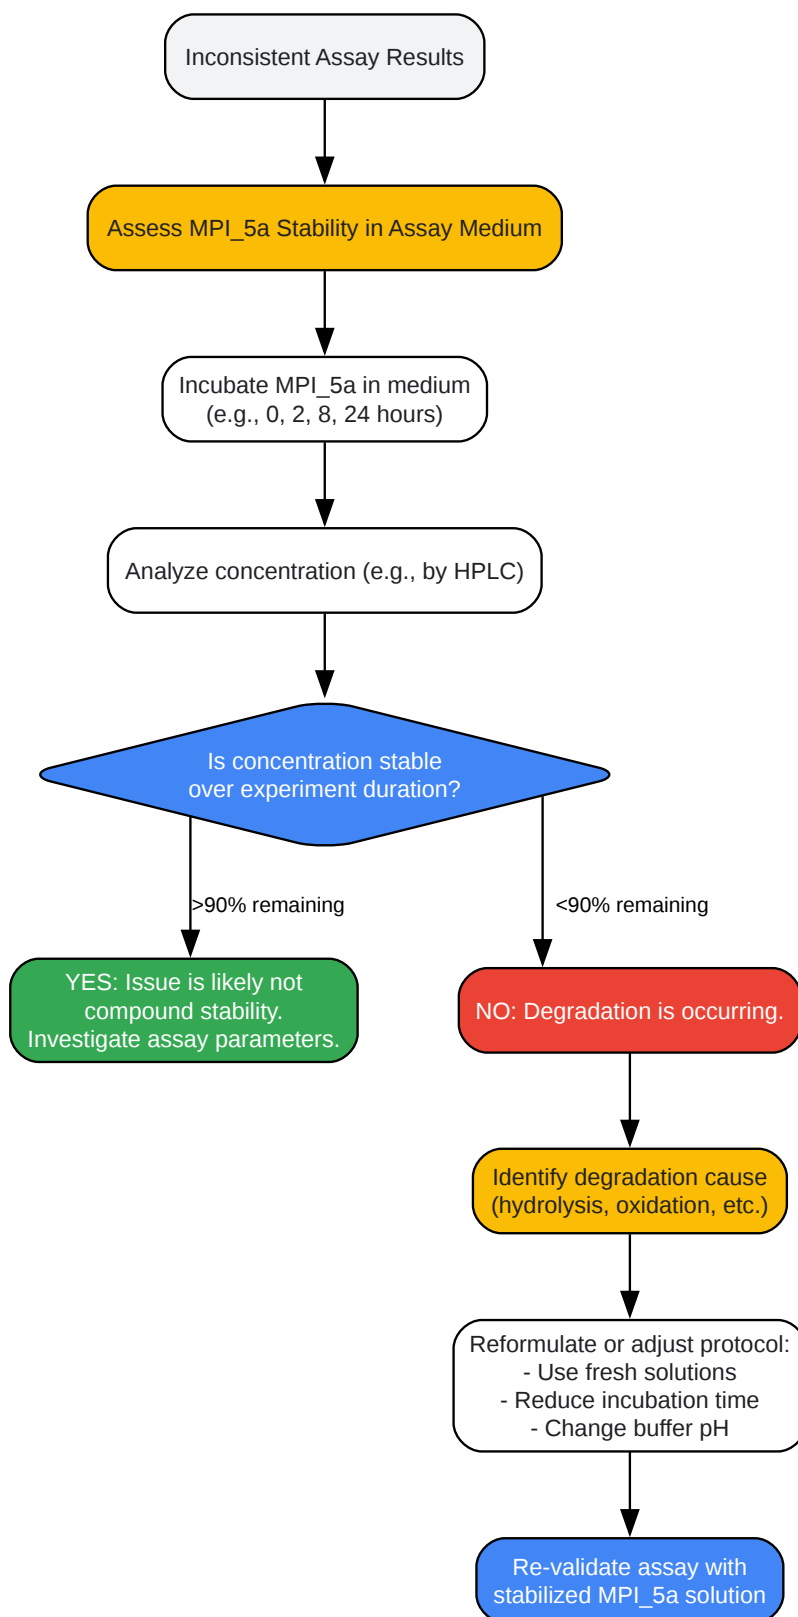 Inconsistent Assay Results
Assess MPI_5a Stability in Assay Medium
Incubate MPI_5a in medium
(e.g., 0, 2, 8, 24 hours)
Analyze concentration (e.g., by HPLC)
Is concentration stable
over experiment duration?
>90% remaining
<90% remaining
YES: Issue is likely not
compound stability.
Investigate assay parameters.
NO: Degradation is occurring.
Identify degradation cause
(hydrolysis, oxidation, etc.)
Reformulate or adjust protocol:
- Use fresh solutions
- Reduce incubation time
- Change buffer pH
Re-validate assay with
stabilized MPI_5a solution